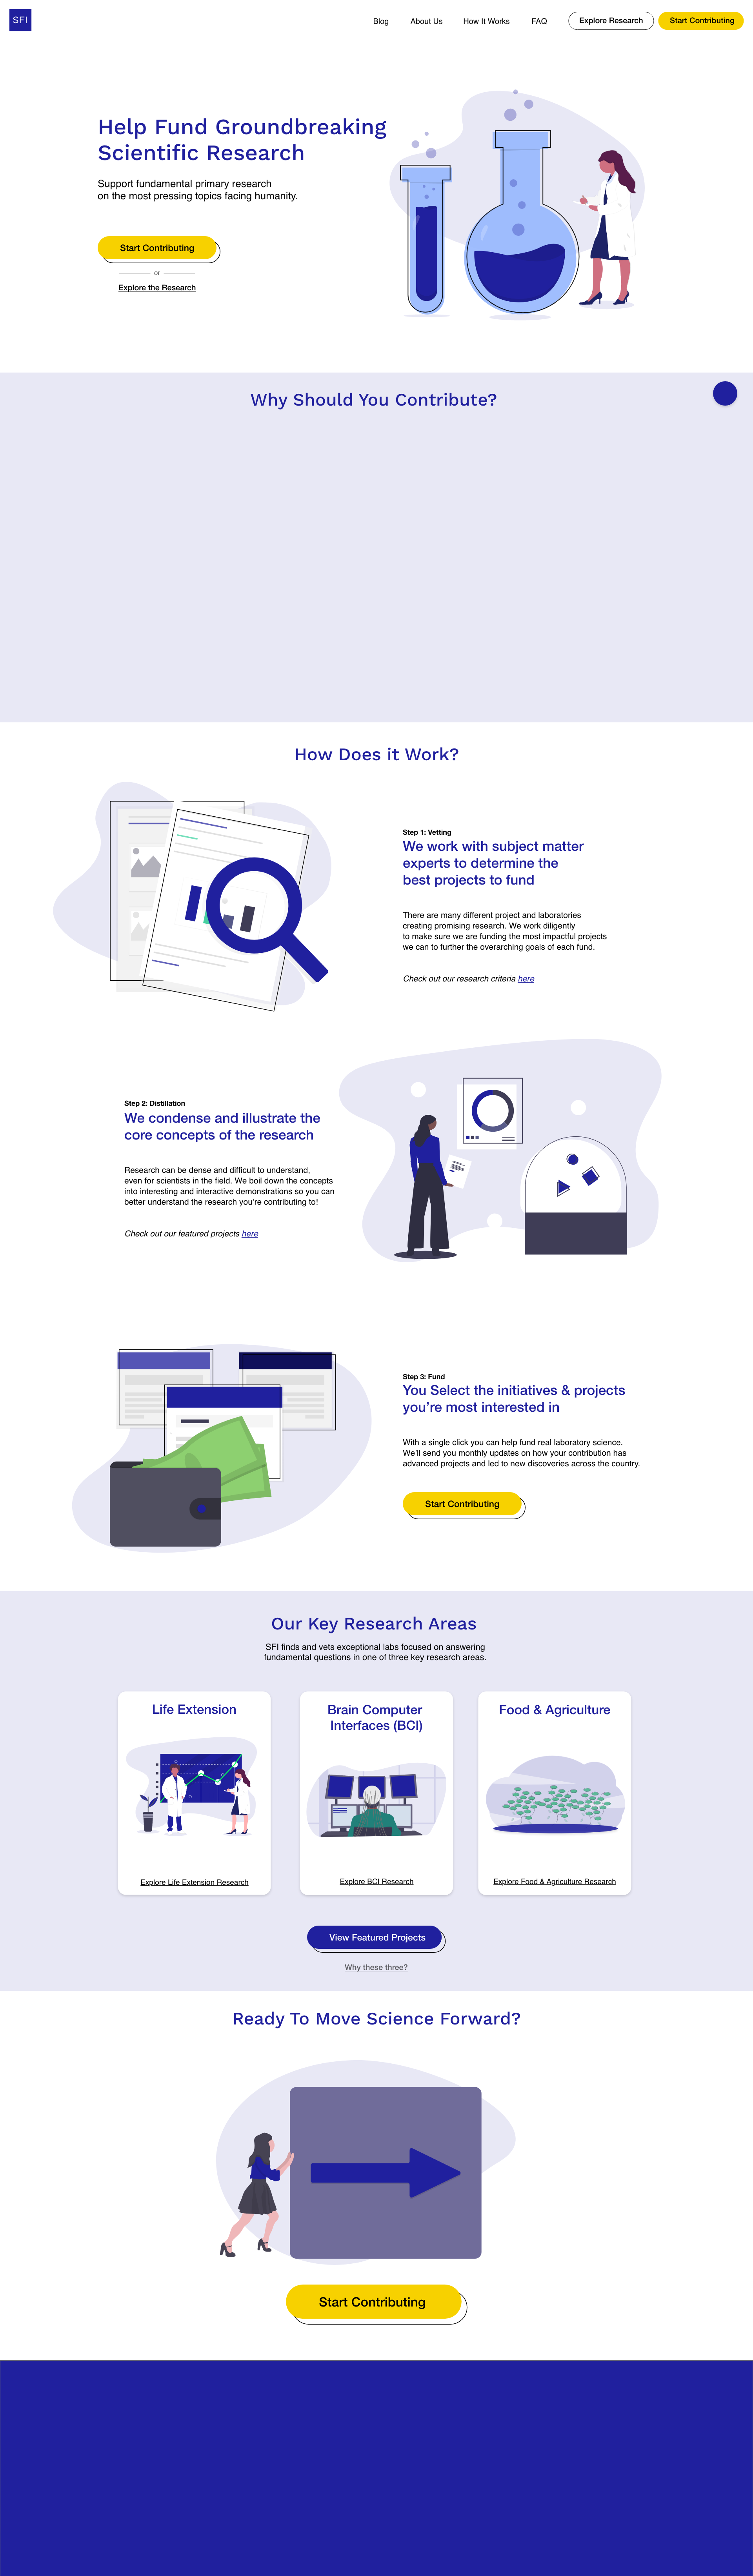 SFI
Blog
About Us
How It Works
FAQ
Explore Research
Start Contributing
Help Fund Groundbreaking
Scientific Research
Support fundamental primary research
on the most pressing topics facing humanity.
Start Contributing
or
Explore the Research
Why Should You Contribute?
How Does it Work?
Step 1: Vetting
We work with subject matter
experts to determine the
best projects to fund
There are many different project and laboratories
creating promising research. We work diligently
to make sure we are funding the most impactful projects
we can to further the overarching goals of each fund.
Check out our research criteria here
Step 2: Distillation
We condense and illustrate the
core concepts of the research
Research can be dense and difficult to understand,
even for scientists in the field. We boil down the concepts
into interesting and interactive demonstrations so you can
better understand the research you're contributing to!
Check out our featured projects here
Step 3: Fund
You Select the initiatives & projects
you're most interested in
With a single click you can help fund real laboratory science.
We'll send you monthly updates on how your contribution has
advanced projects and led to new discoveries across the country.
Start Contributing
Our Key Research Areas
SFI finds and vets exceptional labs focused on answering
fundamental questions in one of three key research areas.
Life Extension
Explore Life Extension Research
Brain Computer
Interfaces (BCI)
Explore BCI Research
Food & Agriculture
Explore Food & Agriculture Research
View Featured Projects
Why these three?
Ready To Move Science Forward?
Start Contributing